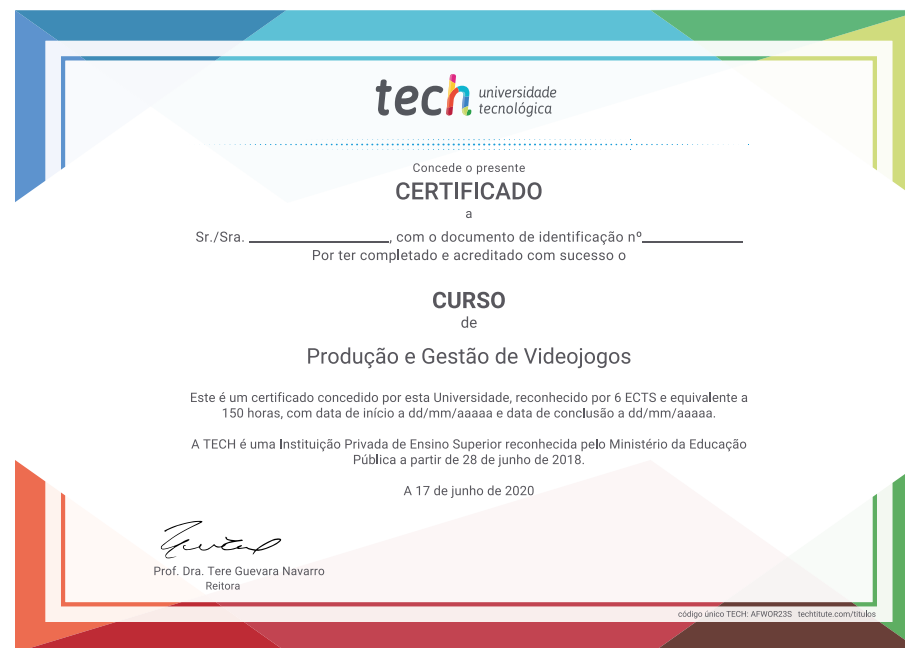 tech universidade
tecnológica
Concede o presente
CERTIFICADO
a
Sr./Sra. , com o documento de identificação nº
Por ter completado e acreditado com sucesso o
CURSO
de
Produção e Gestão de Videojogos
Este é um certificado concedido por esta Universidade, reconhecido por 6 ECTS e equivalente a
150 horas, com data de início a dd/mm/aaaaa e data de conclusão a dd/mm/aaaaa.
A TECH é uma Instituição Privada de Ensino Superior reconhecida pelo Ministério da Educação
Pública a partir de 28 de junho de 2018.
A 17 de junho de 2020
Prof. Dra. Tere Guevara Navarro
Reitora
código único TECH: AFWOR23S techtitute.com/titulos